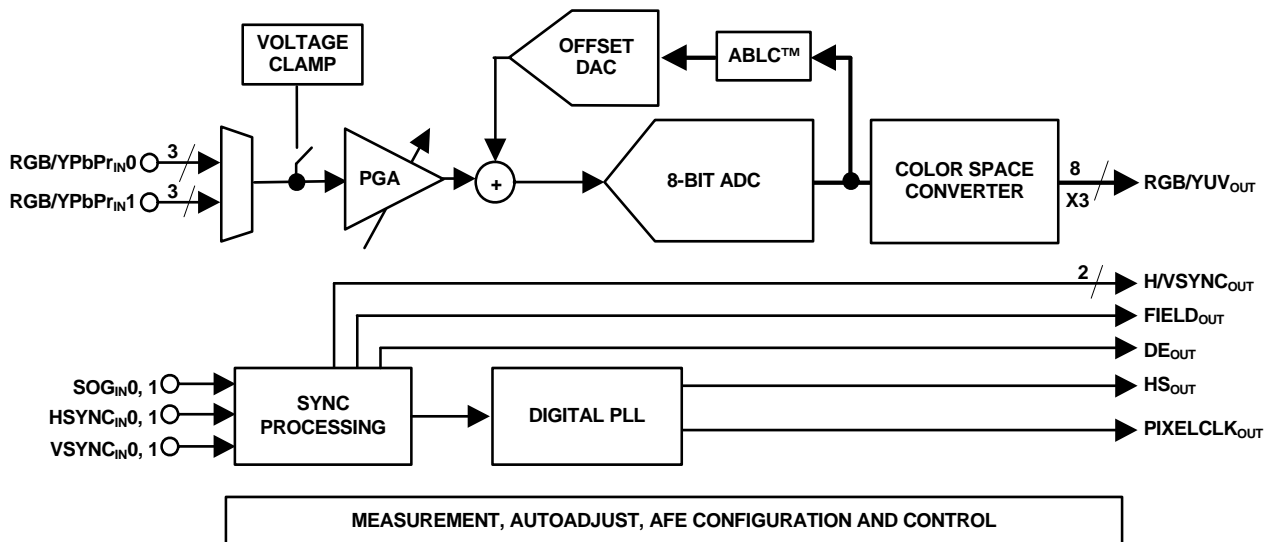 VOLTAGE
CLAMP
OFFSET
DAC
ABLC™
RGB/YPbPrIN0
3
RGB/YPbPrIN1
3
PGA
+
8-BIT ADC
COLOR SPACE
CONVERTER
8
X3
RGB/YUVOUT
2
H/VSYNCOUT
FIELDOUT
DEOUT
SOGIN0, 1
HSYNCIN0, 1
VSYNCIN0, 1
SYNC
PROCESSING
DIGITAL PLL
HSOUT
PIXELCLKOUT
MEASUREMENT, AUTOADJUST, AFE CONFIGURATION AND CONTROL